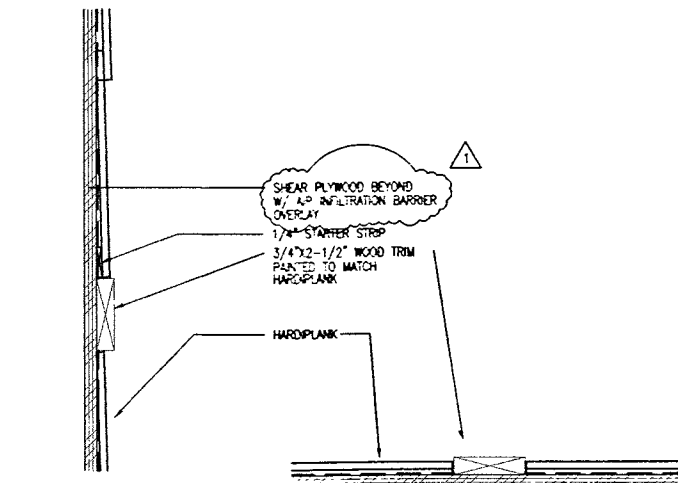 1
SHEAR PLYWOOD BEYOND
W/ AIR INFILTRATION BARRIER
OVERLAY
1/4" STARTER STRIP
3/4"X2-1/2" WOOD TRIM
PAINTED TO MATCH
HARDIPLANK
HARDIPLANK